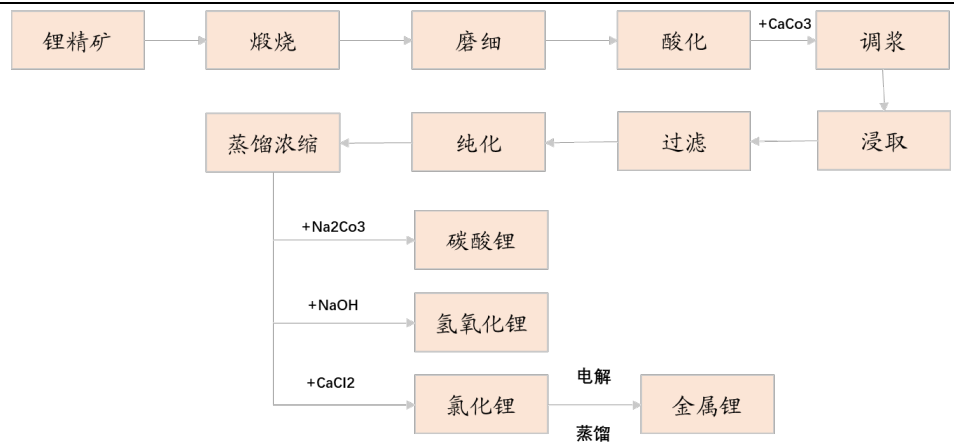 锂精矿
煅烧
磨细
酸化
+CaCo3
调浆
蒸馏浓缩
纯化
过滤
浸取
+Na2Co3
碳酸锂
+NaOH
氢氧化锂
+CaCl2
氯化锂
电解
蒸馏
金属锂